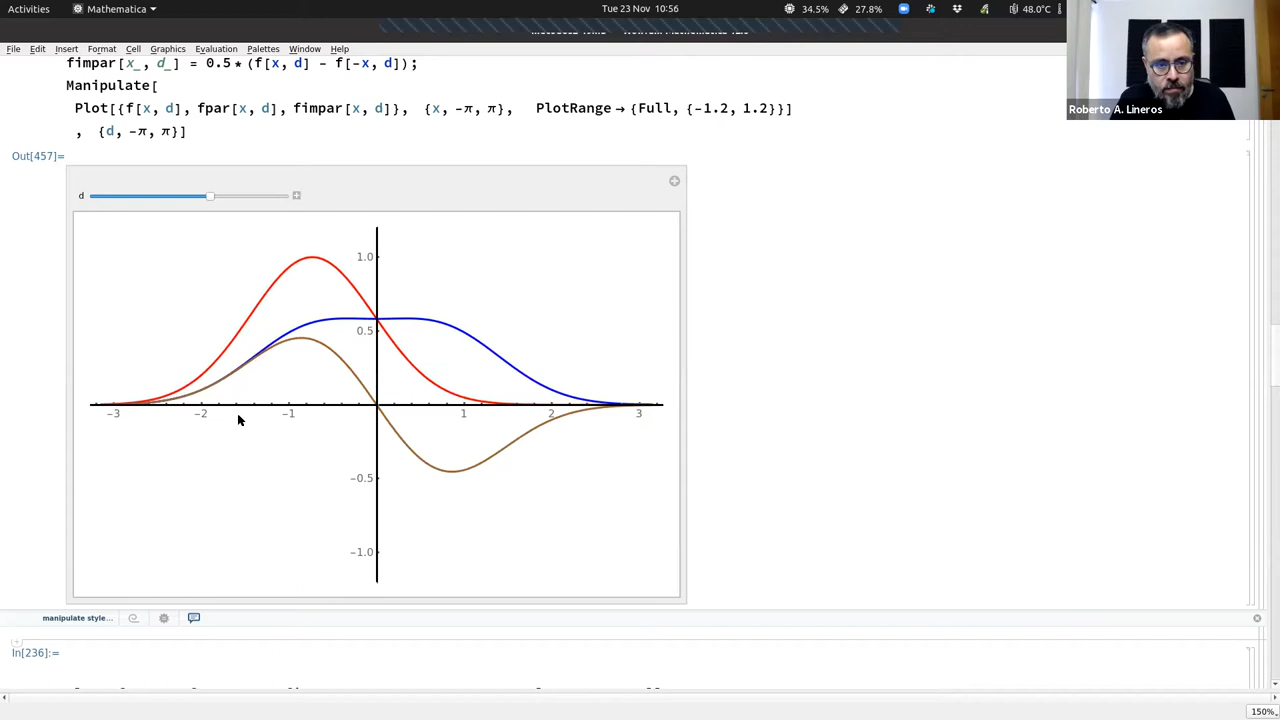 Activities Mathematica Tue 23 Nov 10:56 34.5% 27.8% 48.0°C
File Edit Insert Format Cell Graphics Evaluation Palettes Window Help
fimpar[x_, d_] = 0.5*(f[x, d] - f[-x, d]);
Manipulate[
Plot[{f[x, d], fpar[x, d], fimpar[x, d]}, {x, -π, π}, PlotRange → {Full, {-1.2, 1.2}}]
, {d, -π, π}]
Roberto A. Lineros
Out[457]=
d
1.0
0.5
-3 -2 -1 1 2 3
-0.5
-1.0
manipulate style...
In[236]:=
150%